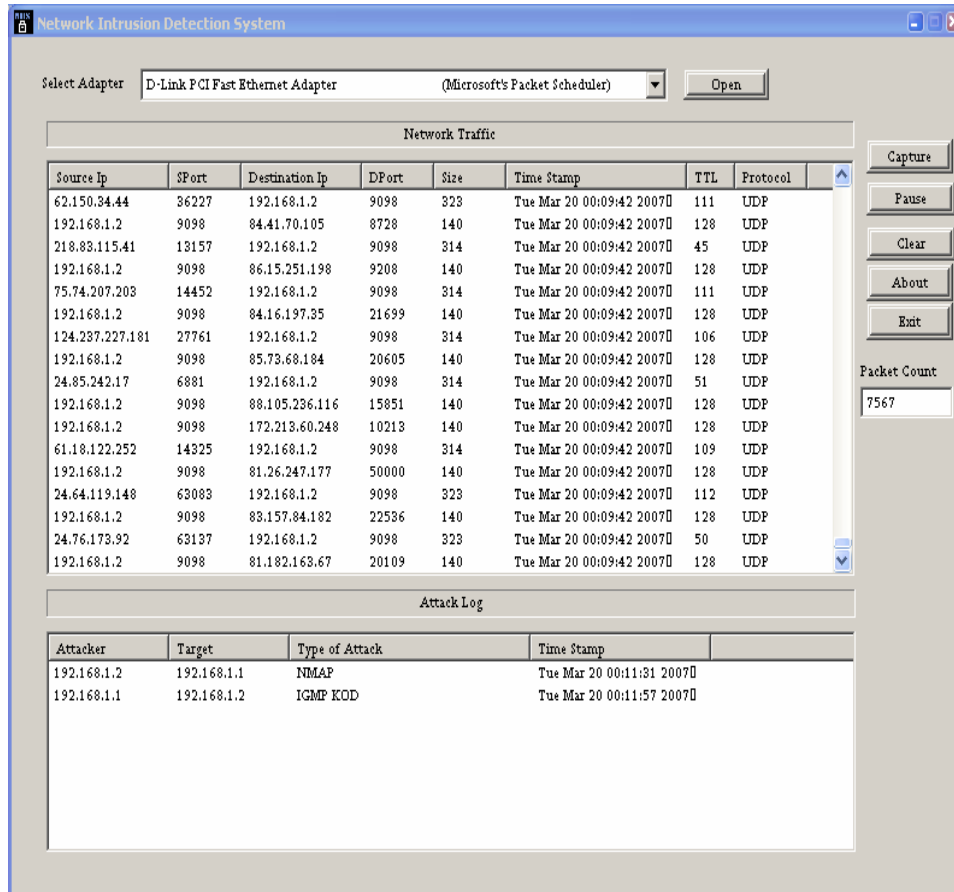 NIDS
Network Intrusion Detection System
Select Adapter D-Link PCI Fast Ethernet Adapter (Microsoft's Packet Scheduler) Open
Network Traffic
Source Ip SPort Destination Ip DPort Size Time Stamp TTL Protocol
62.150.34.44 36227 192.168.1.2 9098 323 Tue Mar 20 00:09:42 2007▯ 111 UDP
192.168.1.2 9098 84.41.70.105 8728 140 Tue Mar 20 00:09:42 2007▯ 128 UDP
218.83.115.41 13157 192.168.1.2 9098 314 Tue Mar 20 00:09:42 2007▯ 45 UDP
192.168.1.2 9098 86.15.251.198 9208 140 Tue Mar 20 00:09:42 2007▯ 128 UDP
75.74.207.203 14452 192.168.1.2 9098 314 Tue Mar 20 00:09:42 2007▯ 111 UDP
192.168.1.2 9098 84.16.197.35 21699 140 Tue Mar 20 00:09:42 2007▯ 128 UDP
124.237.227.181 27761 192.168.1.2 9098 314 Tue Mar 20 00:09:42 2007▯ 106 UDP
192.168.1.2 9098 85.73.68.184 20605 140 Tue Mar 20 00:09:42 2007▯ 128 UDP
24.85.242.17 6881 192.168.1.2 9098 314 Tue Mar 20 00:09:42 2007▯ 51 UDP
192.168.1.2 9098 88.105.236.116 15851 140 Tue Mar 20 00:09:42 2007▯ 128 UDP
192.168.1.2 9098 172.213.60.248 10213 140 Tue Mar 20 00:09:42 2007▯ 128 UDP
61.18.122.252 14325 192.168.1.2 9098 314 Tue Mar 20 00:09:42 2007▯ 109 UDP
192.168.1.2 9098 81.26.247.177 50000 140 Tue Mar 20 00:09:42 2007▯ 128 UDP
24.64.119.148 63083 192.168.1.2 9098 323 Tue Mar 20 00:09:42 2007▯ 112 UDP
192.168.1.2 9098 83.157.84.182 22536 140 Tue Mar 20 00:09:42 2007▯ 128 UDP
24.76.173.92 63137 192.168.1.2 9098 323 Tue Mar 20 00:09:42 2007▯ 50 UDP
192.168.1.2 9098 81.182.163.67 20109 140 Tue Mar 20 00:09:42 2007▯ 128 UDP
Capture
Pause
Clear
About
Exit
Packet Count
7567
Attack Log
Attacker Target Type of Attack Time Stamp
192.168.1.2 192.168.1.1 NMAP Tue Mar 20 00:11:31 2007▯
192.168.1.1 192.168.1.2 IGMP KOD Tue Mar 20 00:11:57 2007▯